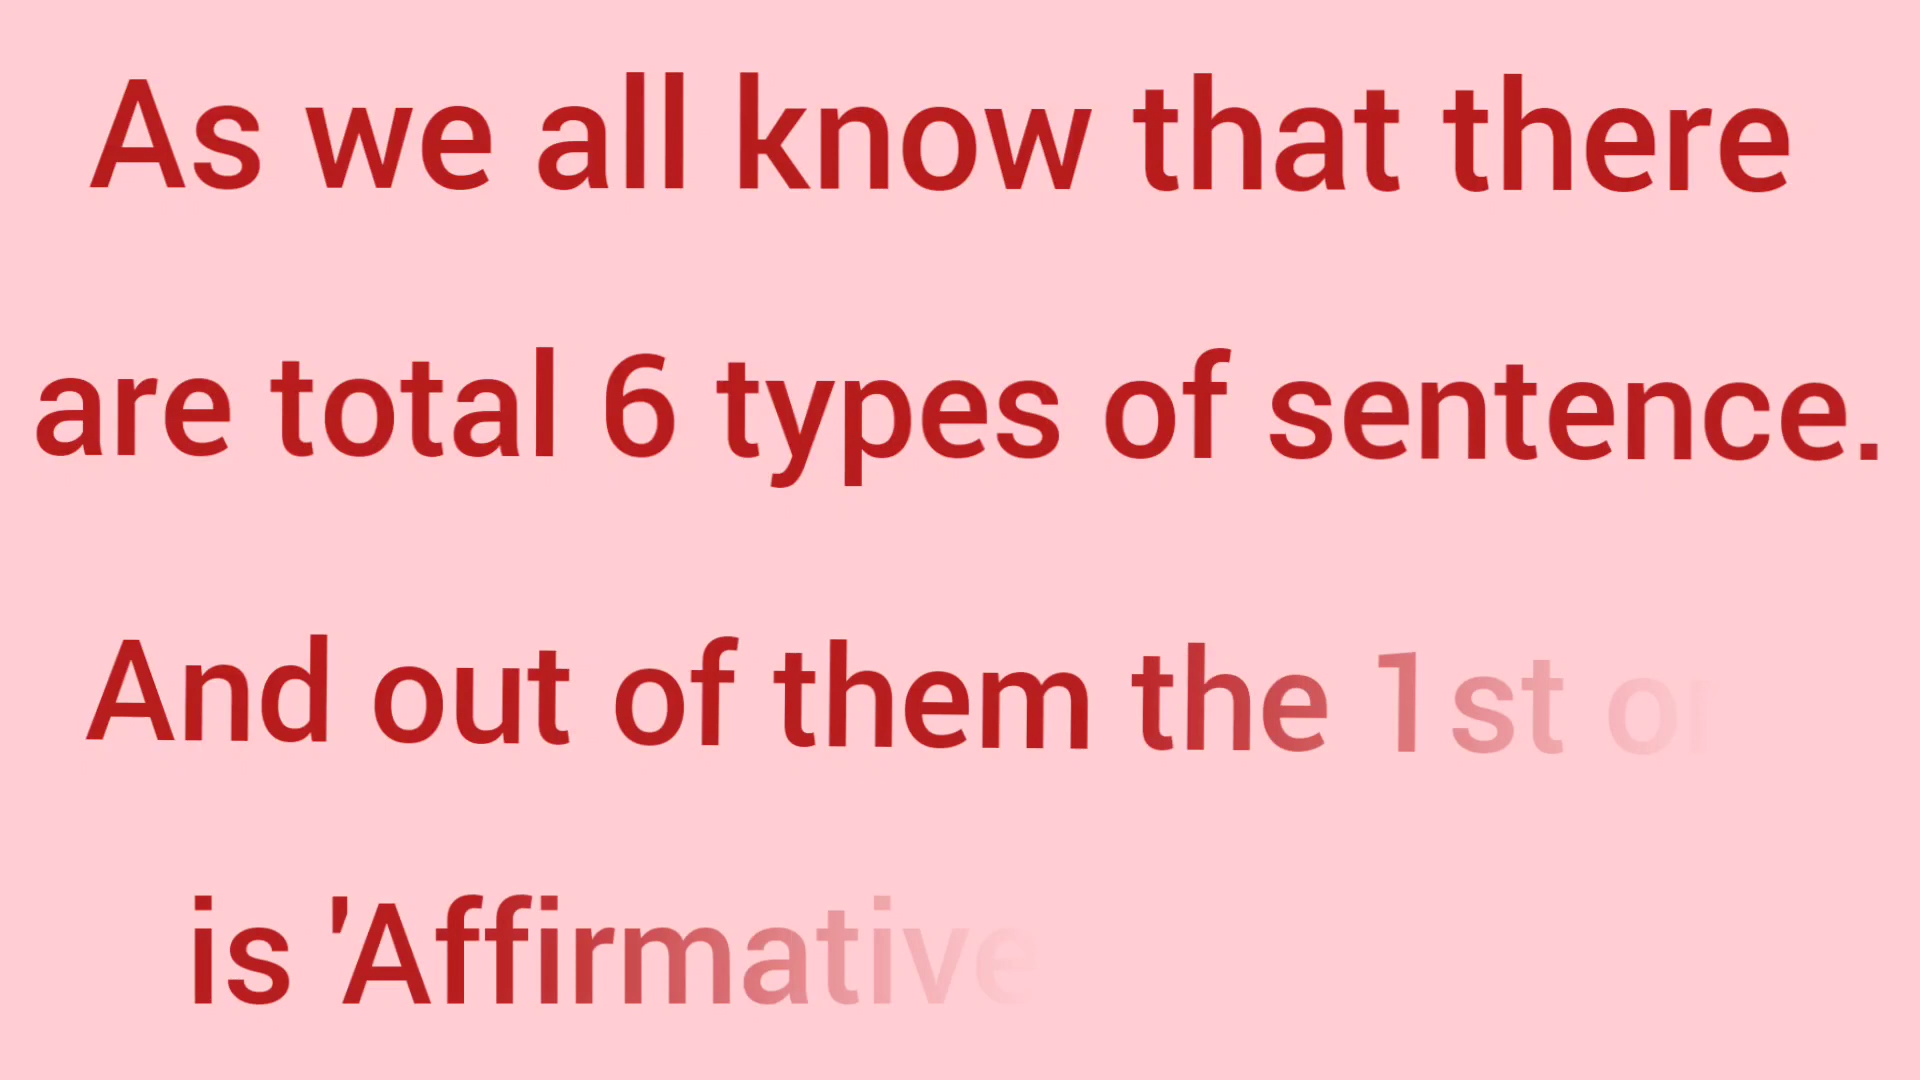 As we all know that there
are total 6 types of sentence.
And out of them the 1st
is 'Affirmative